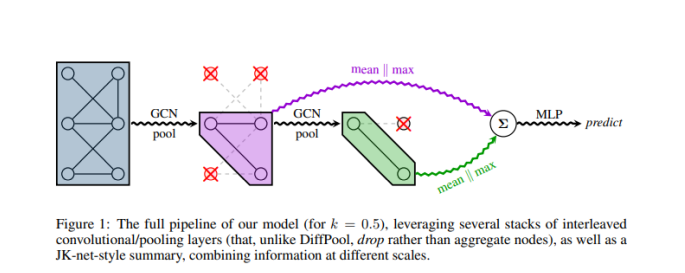 mean || max
GCN
pool
GCN
pool
Σ
MLP
predict
mean || max
Figure 1: The full pipeline of our model (for k = 0.5), leveraging several stacks of interleaved
convolutional/pooling layers (that, unlike DiffPool, drop rather than aggregate nodes), as well as a
JK-net-style summary, combining information at different scales.